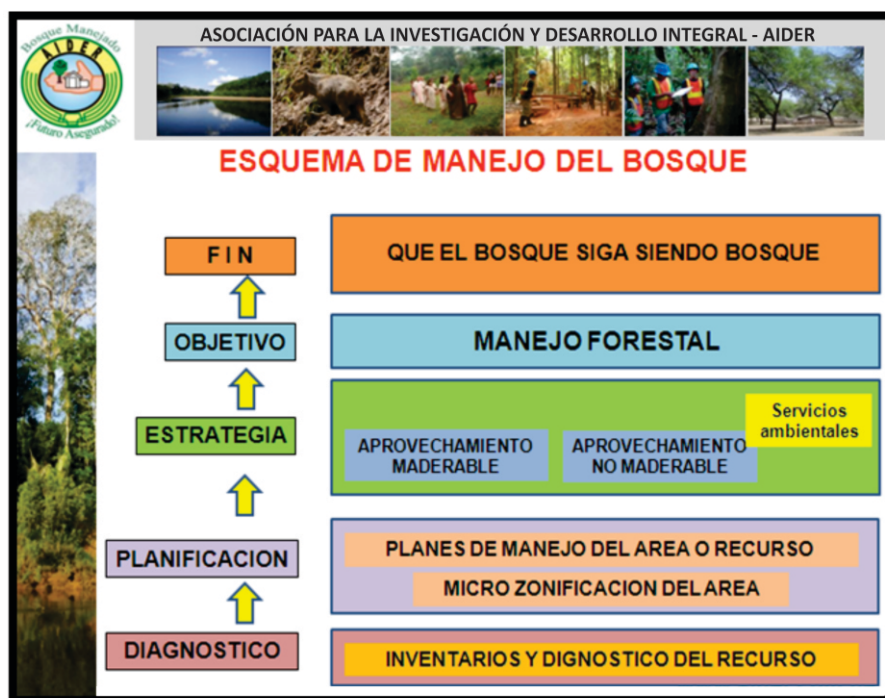 ASOCIACIÓN PARA LA INVESTIGACIÓN Y DESARROLLO INTEGRAL - AIDER
Bosque Manejado
AIDER
¡Futuro Asegurado!
ESQUEMA DE MANEJO DEL BOSQUE
FIN
QUE EL BOSQUE SIGA SIENDO BOSQUE
OBJETIVO
MANEJO FORESTAL
ESTRATEGIA
Servicios
ambientales
APROVECHAMIENTO
MADERABLE
APROVECHAMIENTO
NO MADERABLE
PLANIFICACION
PLANES DE MANEJO DEL AREA O RECURSO
MICRO ZONIFICACION DEL AREA
DIAGNOSTICO
INVENTARIOS Y DIGNOSTICO DEL RECURSO